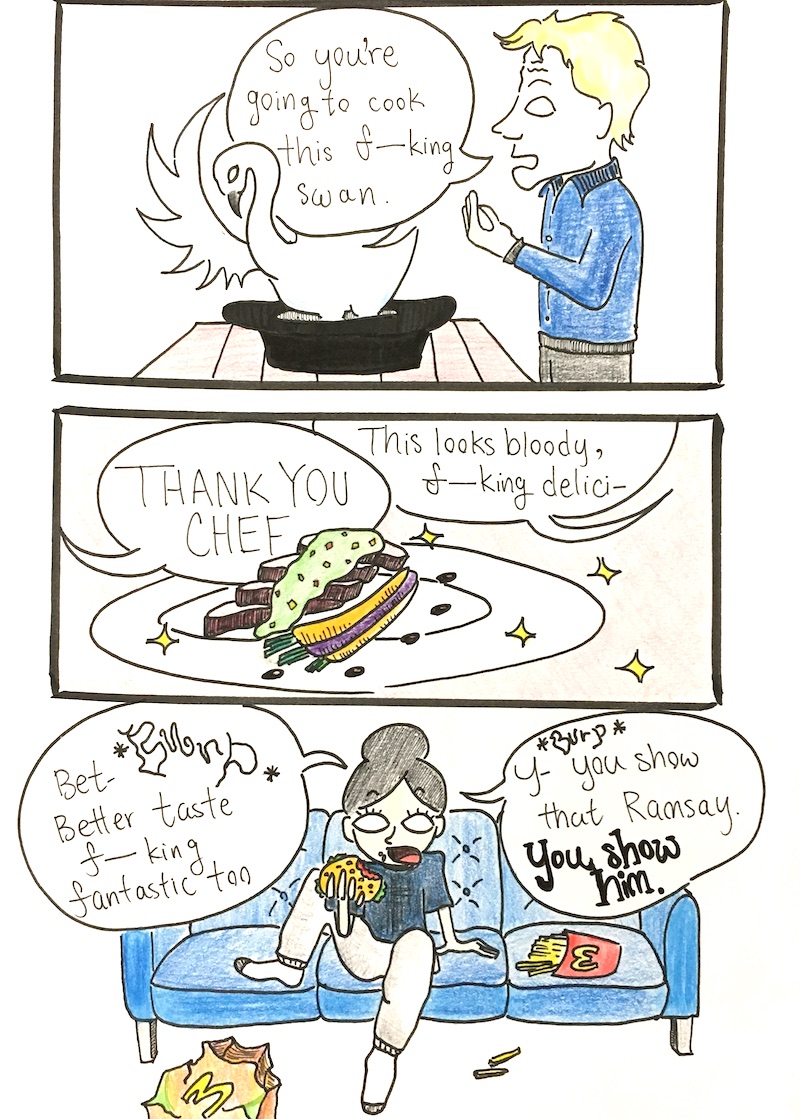 So you're
going to cook
this f—king
swan.
THANK YOU
CHEF
This looks bloody,
f—king delici-
Bet-
Better taste
f—king
fantastic too
*Burp*
Y- you show
that Ramsay.
You show
him.
M